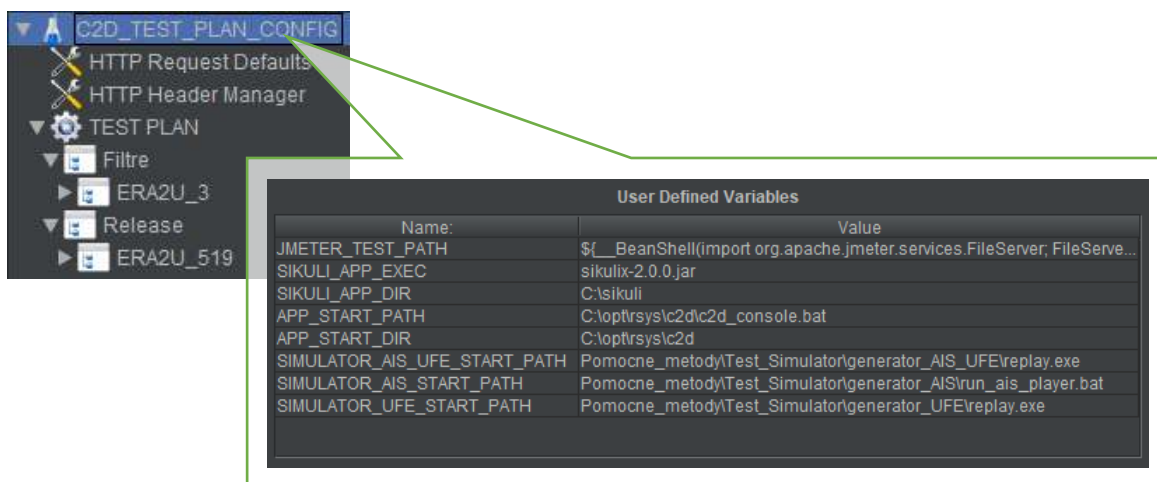 C2D_TEST_PLAN_CONFIG
HTTP Request Defaults
HTTP Header Manager
TEST PLAN
Filtre
ERA2U_3
Release
ERA2U_519
User Defined Variables
Name: Value
JMETER_TEST_PATH ${__BeanShell(import org.apache.jmeter.services.FileServer; FileServe...
SIKULI_APP_EXEC sikulix-2.0.0.jar
SIKULI_APP_DIR C:\sikuli
APP_START_PATH C:\opt\rsys\c2d\c2d_console.bat
APP_START_DIR C:\opt\rsys\c2d
SIMULATOR_AIS_UFE_START_PATH Pomocne_metody\Test_Simulator\generator_AIS_UFE\replay.exe
SIMULATOR_AIS_START_PATH Pomocne_metody\Test_Simulator\generator_AIS\run_ais_player.bat
SIMULATOR_UFE_START_PATH Pomocne_metody\Test_Simulator\generator_UFE\replay.exe